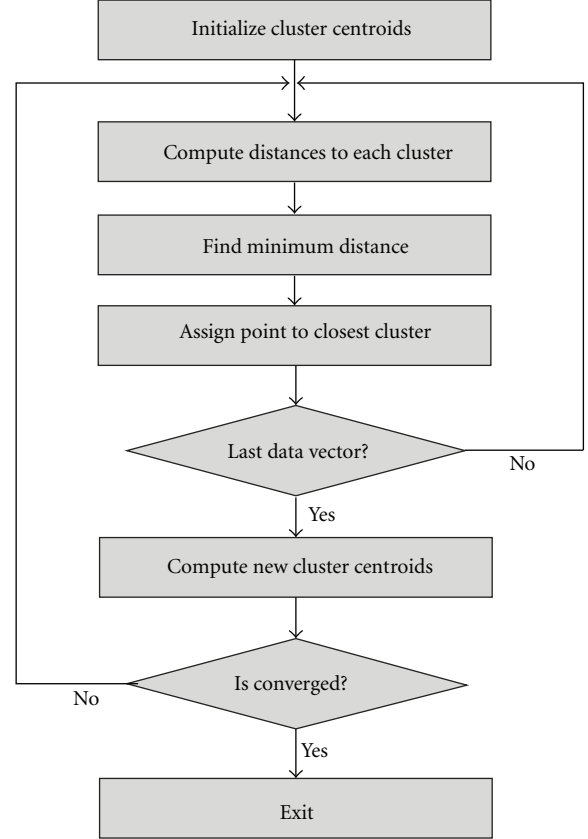 Initialize cluster centroids
Compute distances to each cluster
Find minimum distance
Assign point to closest cluster
Last data vector?
No
Yes
Compute new cluster centroids
Is converged?
No
Yes
Exit